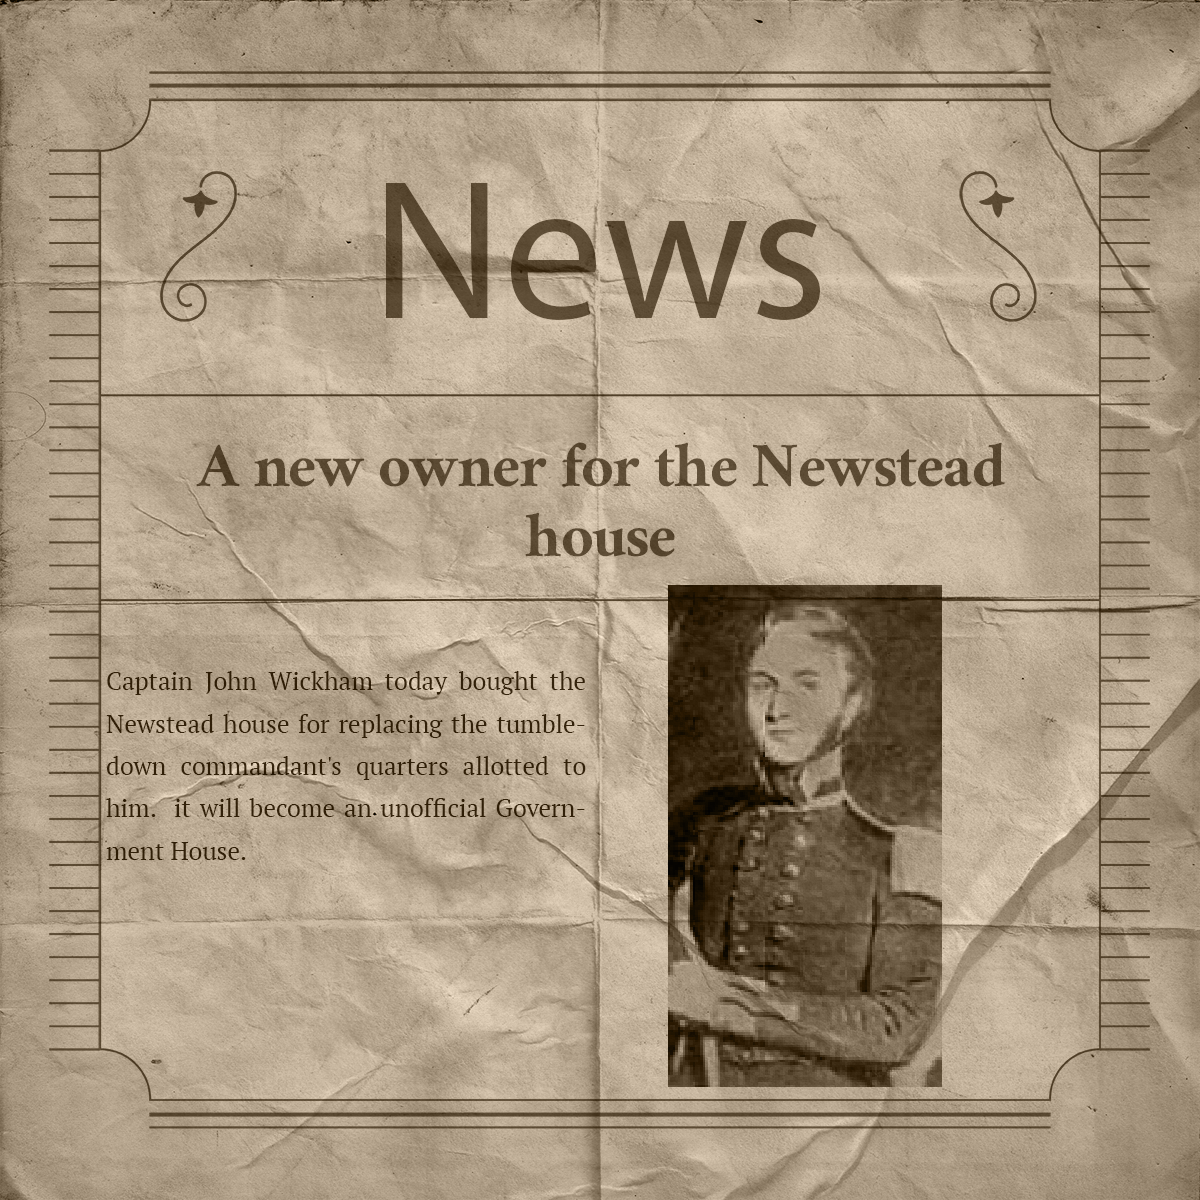 News
A new owner for the Newstead
house
Captain John Wickham today bought the
Newstead house for replacing the tumble-
down commandant's quarters allotted to
him.  it will become an unofficial Govern-
ment House.